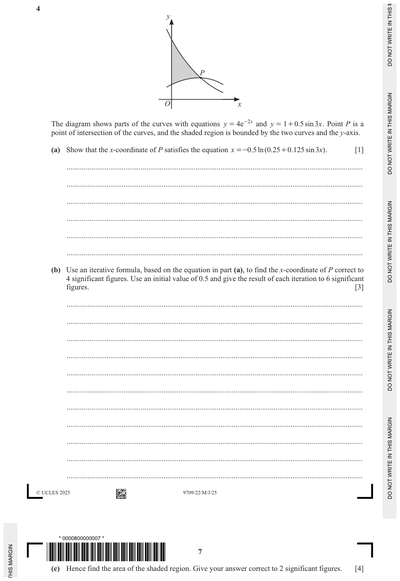 4
y
P
O
x
The diagram shows parts of the curves with equations y = 4e^{-2x} and y = 1 + 0.5 sin 3x. Point P is a
point of intersection of the curves, and the shaded region is bounded by the two curves and the y-axis.
(a) Show that the x-coordinate of P satisfies the equation x = -0.5 ln(0.25 + 0.125 sin 3x). [1]
(b) Use an iterative formula, based on the equation in part (a), to find the x-coordinate of P correct to
4 significant figures. Use an initial value of 0.5 and give the result of each iteration to 6 significant
figures. [3]
© UCLES 2025
9709/22/M/J/25
* 0000800000007 *
7
(c) Hence find the area of the shaded region. Give your answer correct to 2 significant figures. [4]
DO NOT WRITE IN THIS M
DO NOT WRITE IN THIS MARGIN
DO NOT WRITE IN THIS MARGIN
DO NOT WRITE IN THIS MARGIN
DO NOT WRITE IN THIS MARGIN
THIS MARGIN